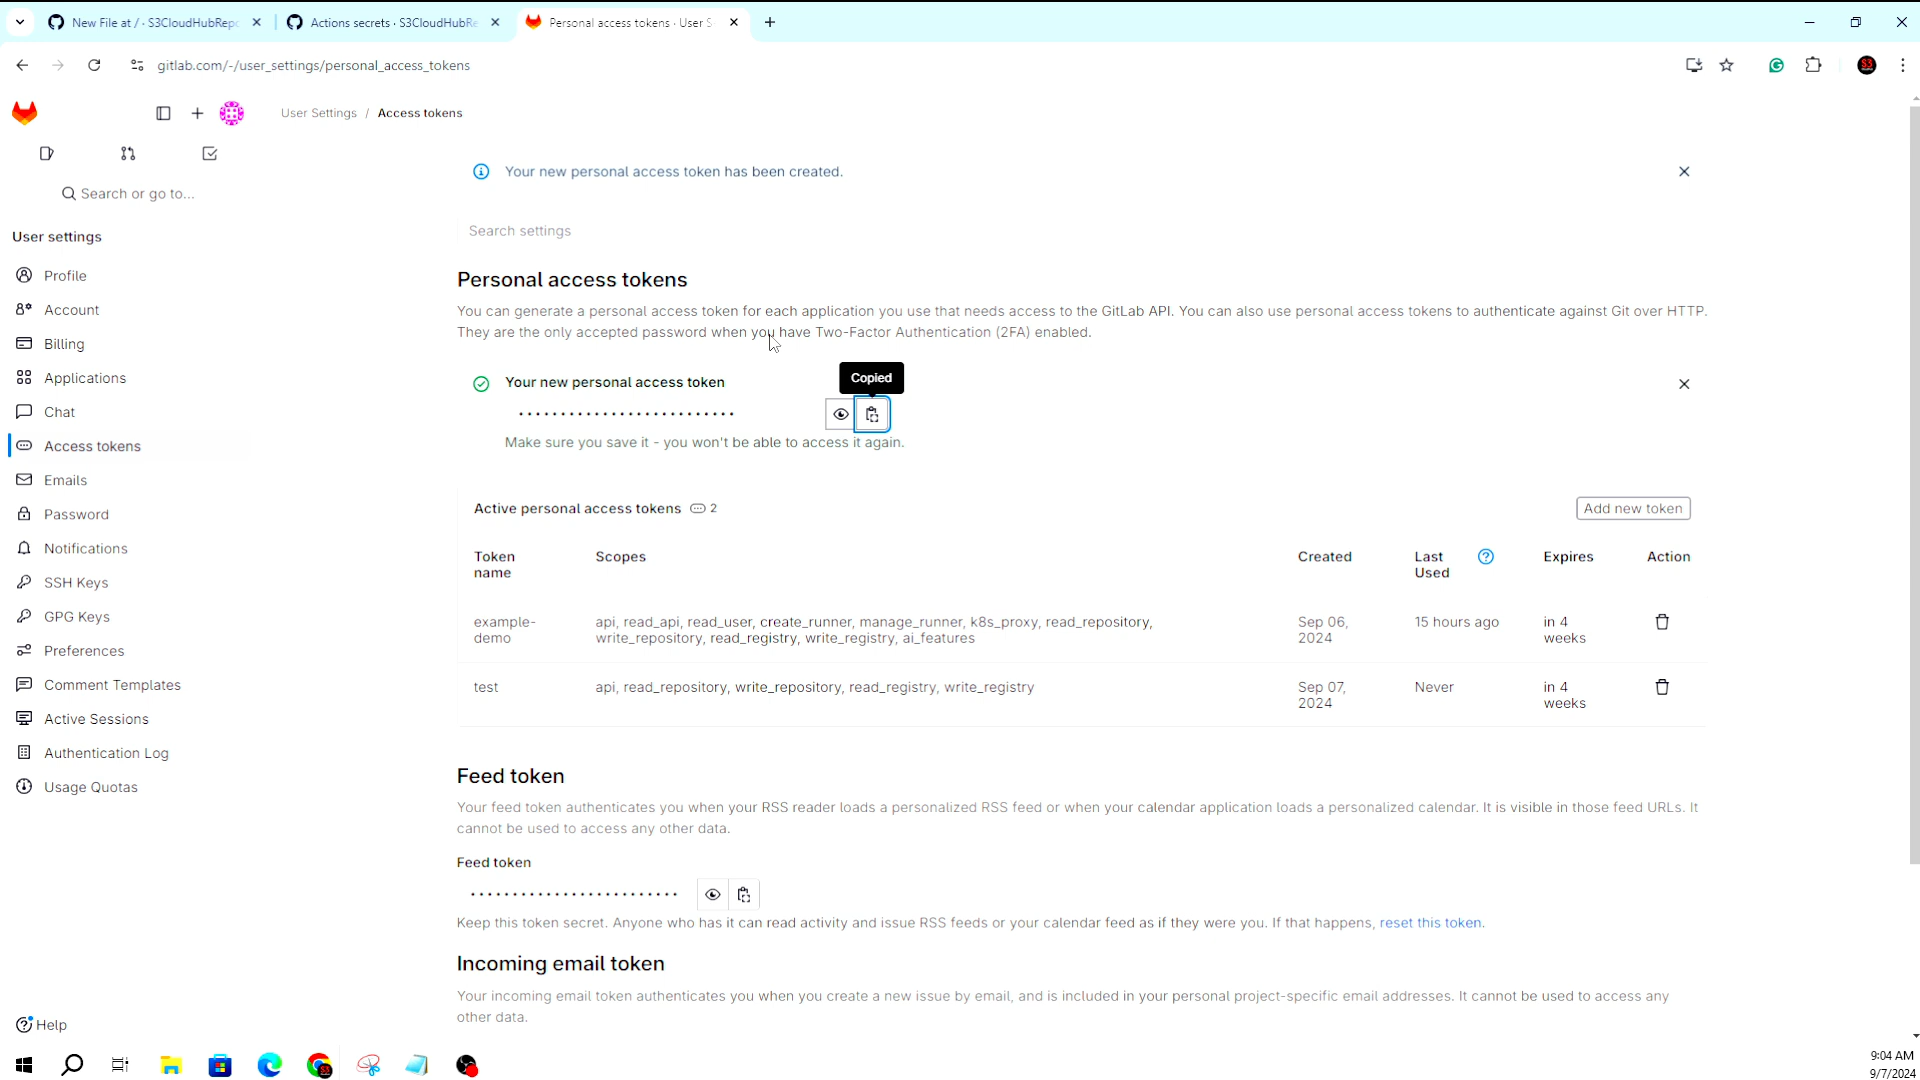 New File at / · S3CloudHubRepo
Actions secrets · S3CloudHubRe
Personal access tokens · User S
gitlab.com/-/user_settings/personal_access_tokens
S3
User Settings / Access tokens
Your new personal access token has been created.
Search or go to...
Search settings
User settings
Profile
Account
Billing
Applications
Chat
Access tokens
Emails
Password
Notifications
SSH Keys
GPG Keys
Preferences
Comment Templates
Active Sessions
Authentication Log
Usage Quotas
Help
Personal access tokens
You can generate a personal access token for each application you use that needs access to the GitLab API. You can also use personal access tokens to authenticate against Git over HTTP.
They are the only accepted password when you have Two-Factor Authentication (2FA) enabled.
Your new personal access token
Copied
Make sure you save it - you won't be able to access it again.
Active personal access tokens 2
Add new token
Token name Scopes Created Last Used Expires Action
example-demo api, read_api, read_user, create_runner, manage_runner, k8s_proxy, read_repository, write_repository, read_registry, write_registry, ai_features Sep 06, 2024 15 hours ago in 4 weeks
test api, read_repository, write_repository, read_registry, write_registry Sep 07, 2024 Never in 4 weeks
Feed token
Your feed token authenticates you when your RSS reader loads a personalized RSS feed or when your calendar application loads a personalized calendar. It is visible in those feed URLs. It
cannot be used to access any other data.
Feed token
Keep this token secret. Anyone who has it can read activity and issue RSS feeds or your calendar feed as if they were you. If that happens, reset this token.
Incoming email token
Your incoming email token authenticates you when you create a new issue by email, and is included in your personal project-specific email addresses. It cannot be used to access any
other data.
9:04 AM
9/7/2024